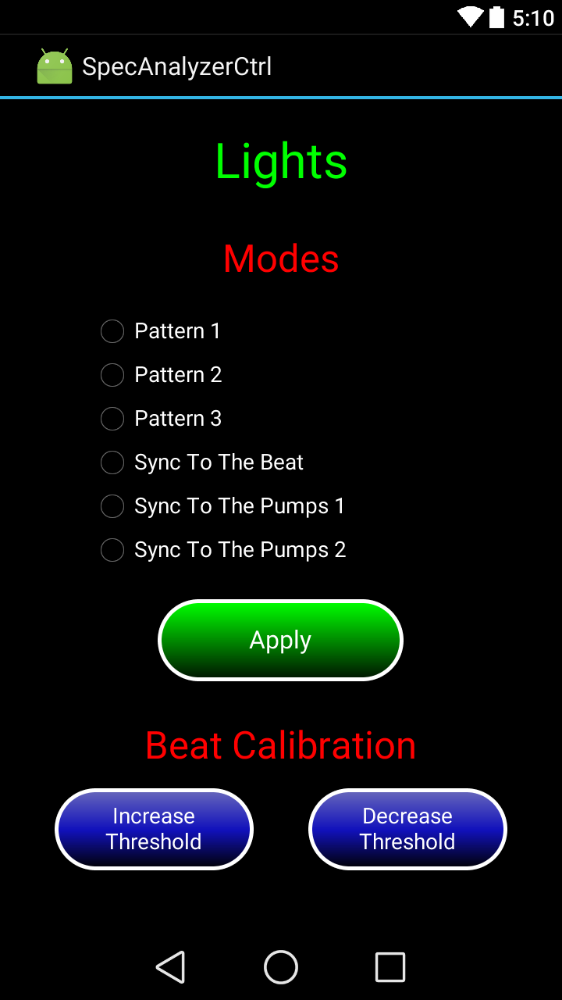 5:10
SpecAnalyzerCtrl
Lights
Modes
Pattern 1
Pattern 2
Pattern 3
Sync To The Beat
Sync To The Pumps 1
Sync To The Pumps 2
Apply
Beat Calibration
Increase
Threshold
Decrease
Threshold